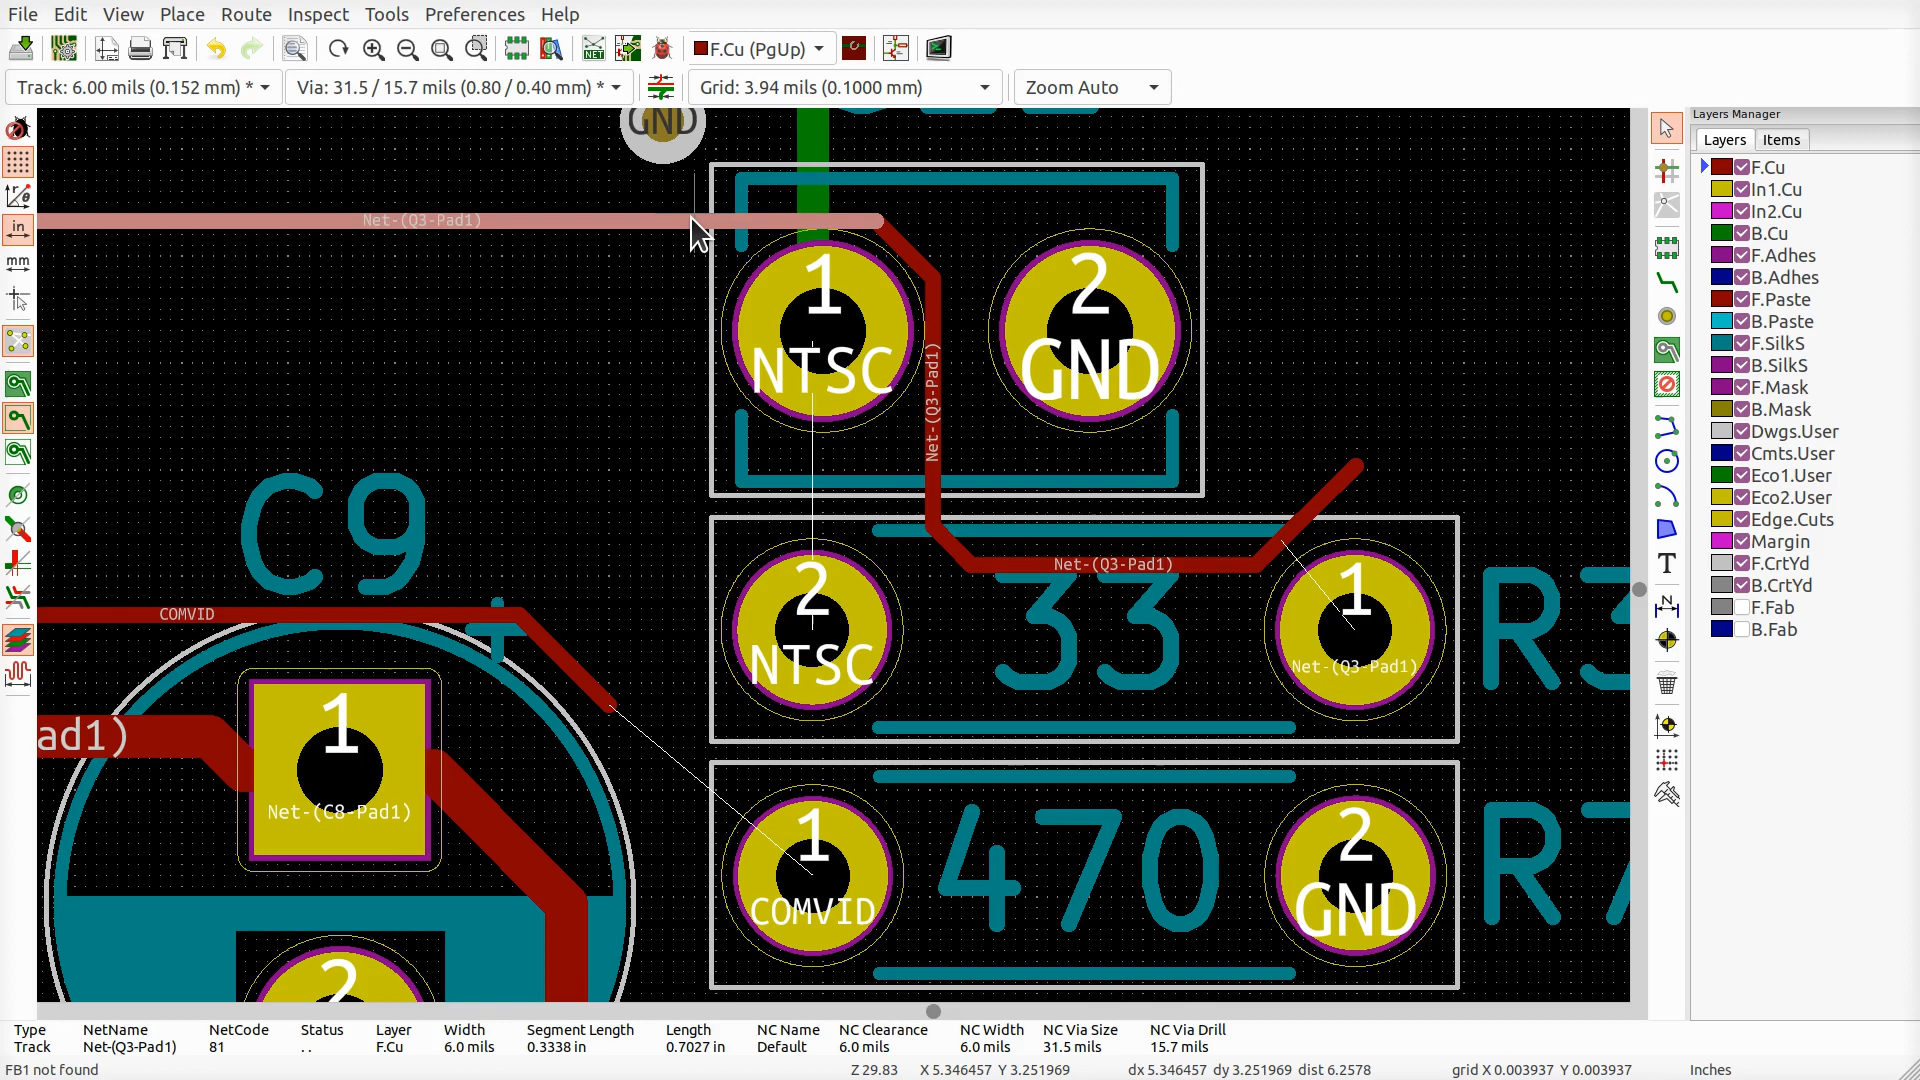 File Edit View Place Route Inspect Tools Preferences Help
F.Cu (PgUp)
Track: 6.00 mils (0.152 mm) * Via: 31.5 / 15.7 mils (0.80 / 0.40 mm) * Grid: 3.94 mils (0.1000 mm) Zoom Auto
Layers Manager
Layers Items
F.Cu
In1.Cu
In2.Cu
B.Cu
F.Adhes
B.Adhes
F.Paste
B.Paste
F.SilkS
B.SilkS
F.Mask
B.Mask
Dwgs.User
Cmts.User
Eco1.User
Eco2.User
Edge.Cuts
Margin
F.CrtYd
B.CrtYd
F.Fab
B.Fab
in
mm
GND
Net-(Q3-Pad1)
1
NTSC
2
GND
Net-(Q3-Pad1)
C9
Net-(Q3-Pad1)
COMVID
2
NTSC
33
1
Net-(Q3-Pad1)
ad1)
1
Net-(C8-Pad1)
1
COMVID
470
2
GND
R7
2
Type NetName NetCode Status Layer Width Segment Length Length NC Name NC Clearance NC Width NC Via Size NC Via Drill
Track Net-(Q3-Pad1) 81 . . F.Cu 6.0 mils 0.3338 in 0.7027 in Default 6.0 mils 6.0 mils 31.5 mils 15.7 mils
FB1 not found Z 29.83 X 5.346457 Y 3.251969 dx 5.346457 dy 3.251969 dist 6.2578 grid X 0.003937 Y 0.003937 Inches